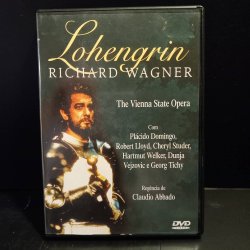 Lohengrin
RICHARD WAGNER
The Vienna State Opera
Com
Plácido Domingo,
Robert Lloyd, Cheryl Studer,
Hartmut Welker, Dunja
Vejzovic e Georg Tichy
Regência de
Claudio Abbado
DVD